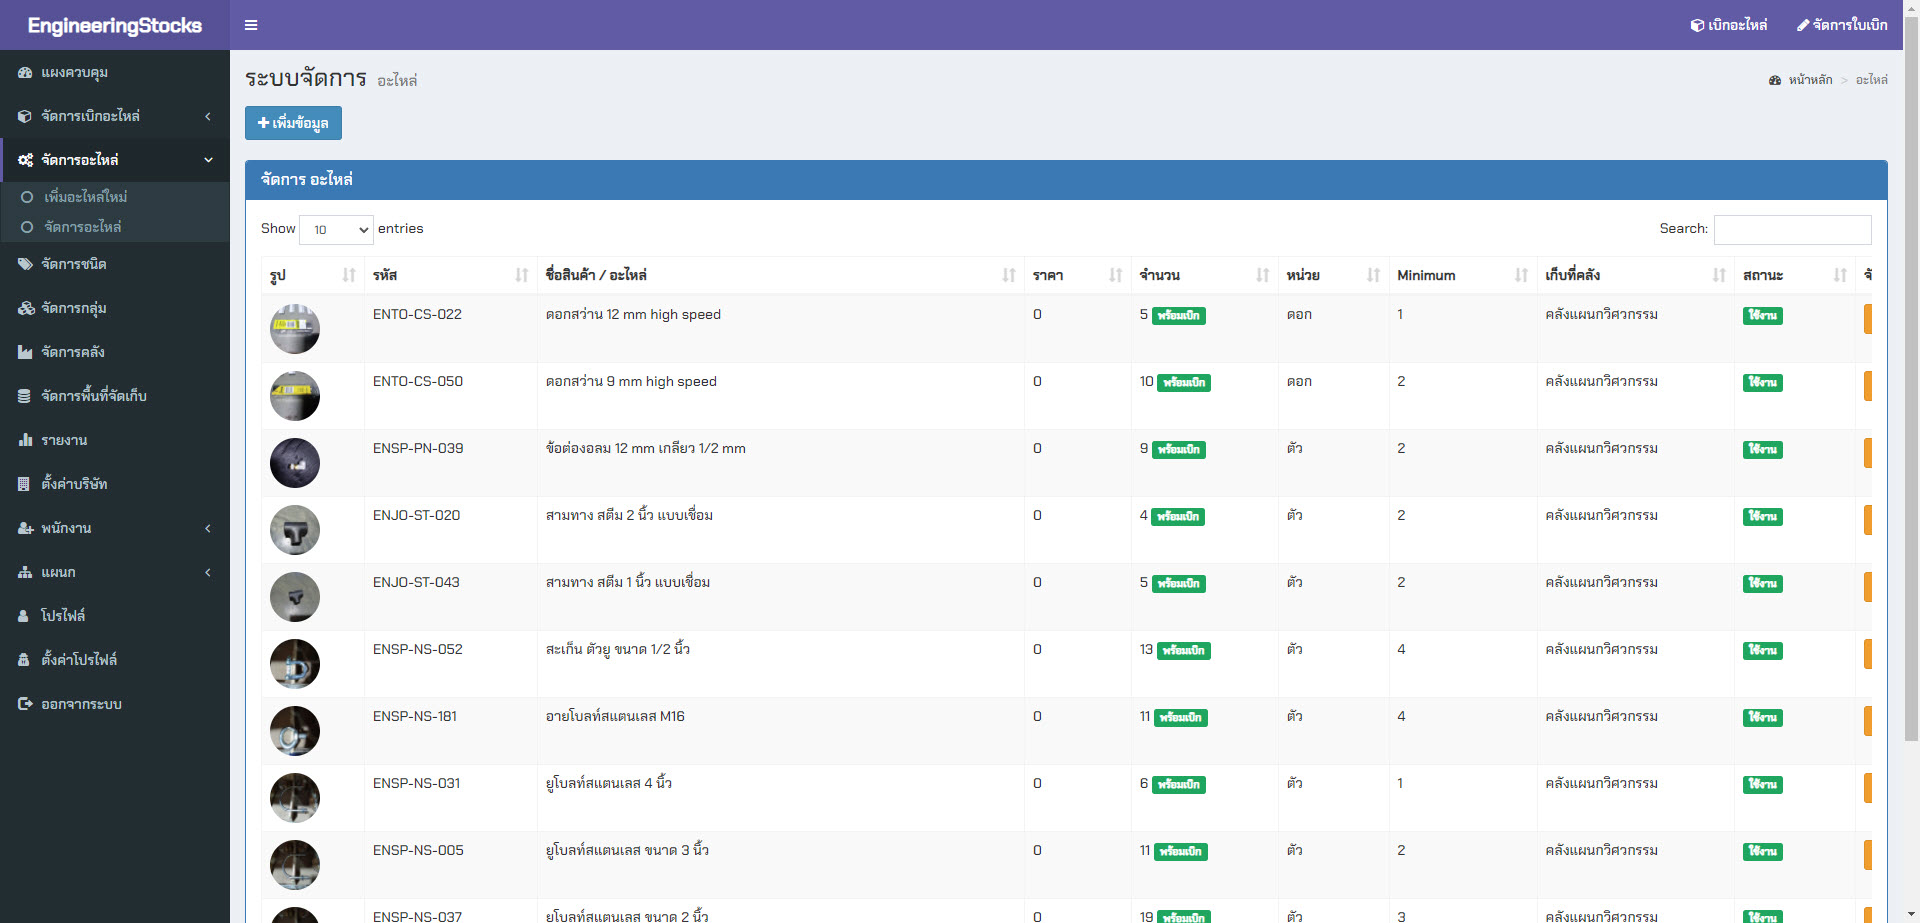 EngineeringStocks
เบิกอะไหล่
จัดการใบเบิก
แผงควบคุม
จัดการเบิกอะไหล่
จัดการอะไหล่
เพิ่มอะไหล่ใหม่
จัดการอะไหล่
จัดการชนิด
จัดการกลุ่ม
จัดการคลัง
จัดการพื้นที่จัดเก็บ
รายงาน
ตั้งค่าบริษัท
พนักงาน
แผนก
โปรไฟล์
ตั้งค่าโปรไฟล์
ออกจากระบบ
ระบบจัดการ อะไหล่
หน้าหลัก > อะไหล่
เพิ่มข้อมูล
จัดการ อะไหล่
Show 10 entries
Search:
รูป รหัส ชื่อสินค้า / อะไหล่ ราคา จำนวน หน่วย Minimum เก็บที่คลัง สถานะ
ENTO-CS-022 ดอกสว่าน 12 mm high speed 0 5 พร้อมเบิก ดอก 1 คลังแผนกวิศวกรรม ใช้งาน
ENTO-CS-050 ดอกสว่าน 9 mm high speed 0 10 พร้อมเบิก ดอก 2 คลังแผนกวิศวกรรม ใช้งาน
ENSP-PN-039 ข้อต่องอลม 12 mm เกลียว 1/2 mm 0 9 พร้อมเบิก ตัว 2 คลังแผนกวิศวกรรม ใช้งาน
ENJO-ST-020 สามทาง สตีม 2 นิ้ว แบบเชื่อม 0 4 พร้อมเบิก ตัว 2 คลังแผนกวิศวกรรม ใช้งาน
ENJO-ST-043 สามทาง สตีม 1 นิ้ว แบบเชื่อม 0 5 พร้อมเบิก ตัว 2 คลังแผนกวิศวกรรม ใช้งาน
ENSP-NS-052 สะเก็น ตัวยู ขนาด 1/2 นิ้ว 0 13 พร้อมเบิก ตัว 4 คลังแผนกวิศวกรรม ใช้งาน
ENSP-NS-181 อายโบลท์สแตนเลส M16 0 11 พร้อมเบิก ตัว 4 คลังแผนกวิศวกรรม ใช้งาน
ENSP-NS-031 ยูโบลท์สแตนเลส 4 นิ้ว 0 6 พร้อมเบิก ตัว 1 คลังแผนกวิศวกรรม ใช้งาน
ENSP-NS-005 ยูโบลท์สแตนเลส ขนาด 3 นิ้ว 0 11 พร้อมเบิก ตัว 2 คลังแผนกวิศวกรรม ใช้งาน
ENSP-NS-037 ยูโบลท์สแตนเลส ขนาด 2 นิ้ว 0 19 พร้อมเบิก ตัว 3 คลังแผนกวิศวกรรม ใช้งาน